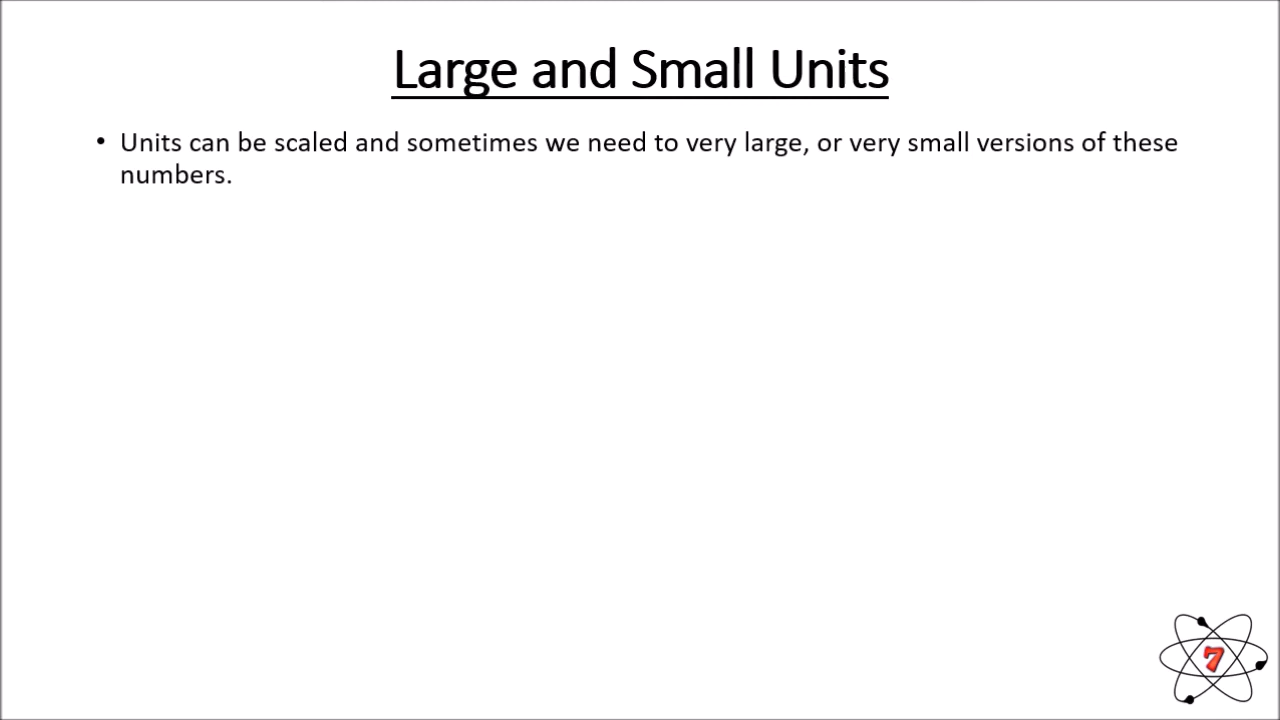 Large and Small Units
• Units can be scaled and sometimes we need to very large, or very small versions of these
numbers.
7